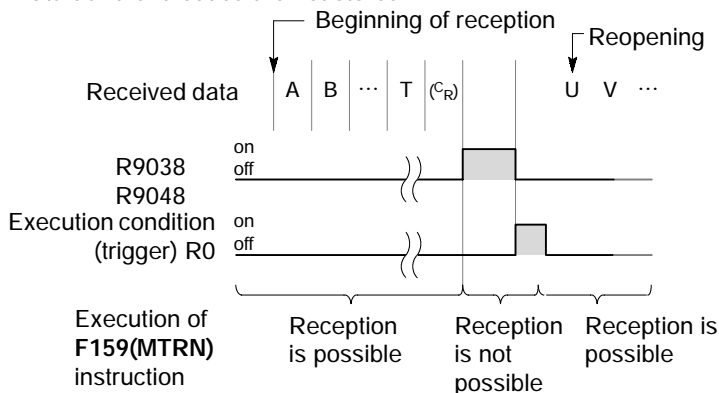 Beginning of reception
Reopening
Received data A B ... T (CR) U V ...
on
R9038 off
R9048
Execution condition on
(trigger) R0 off
Execution of Reception Reception Reception is
F159(MTRN) is possible is not possible
instruction possible